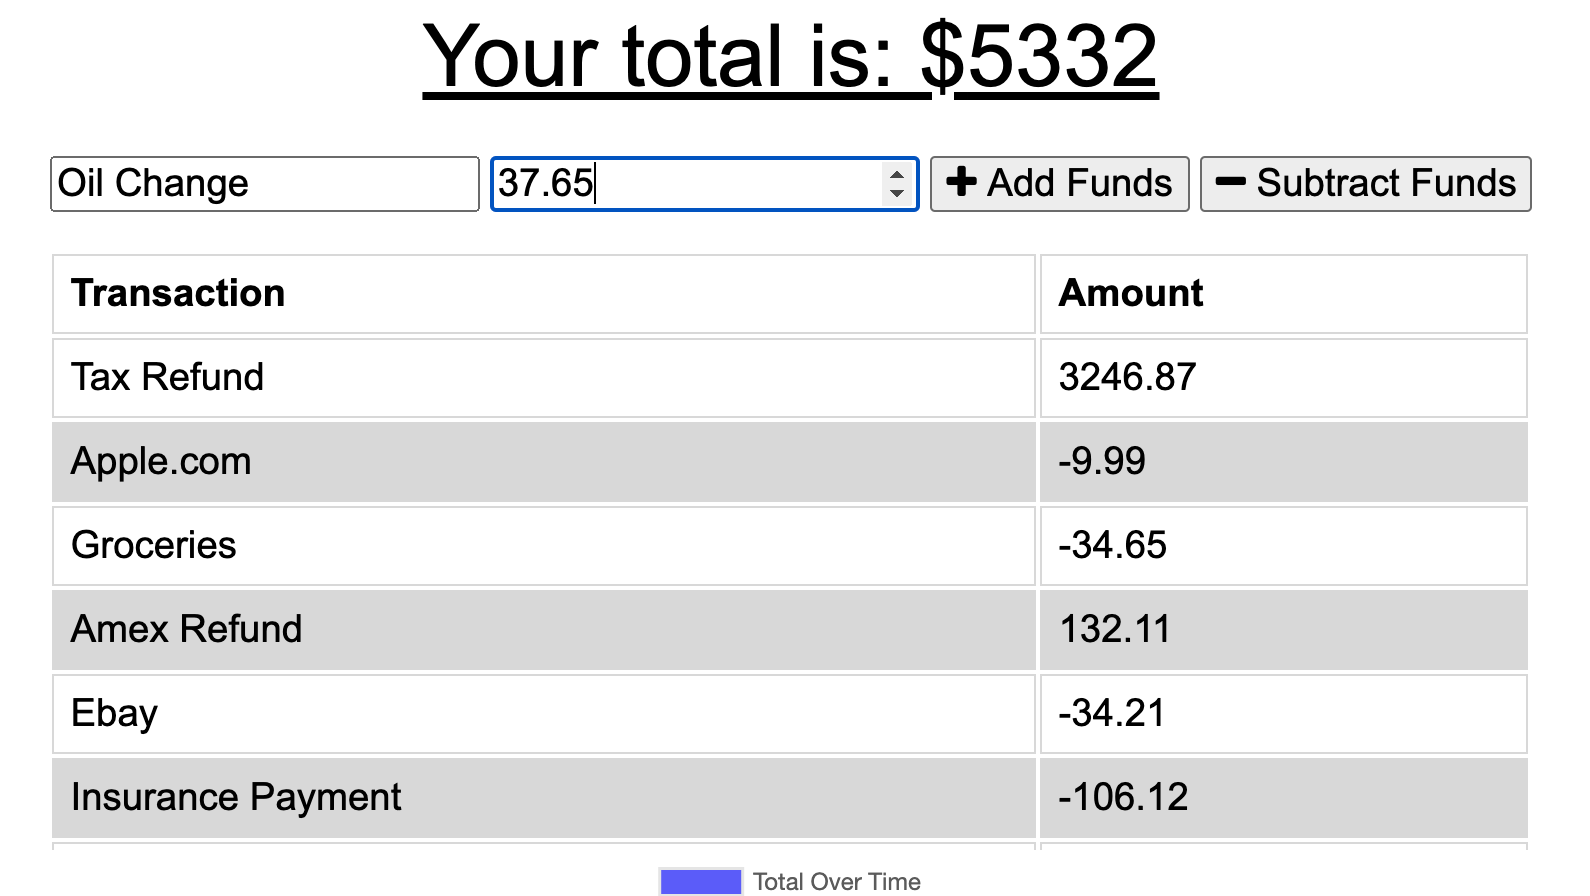 Your total is: $5332
Oil Change 37.65 + Add Funds − Subtract Funds
Transaction Amount
Tax Refund 3246.87
Apple.com -9.99
Groceries -34.65
Amex Refund 132.11
Ebay -34.21
Insurance Payment -106.12
Total Over Time